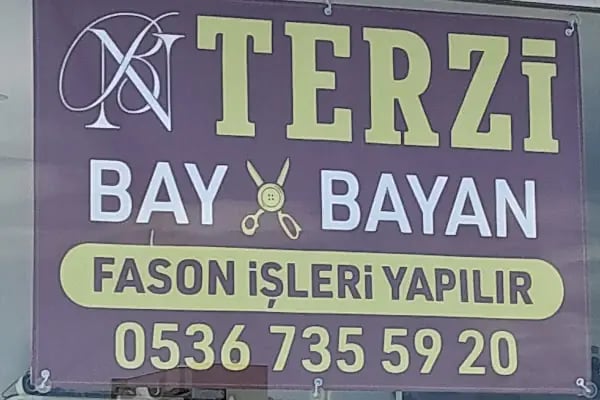 TERZİ
BAY BAYAN
FASON İŞLERİ YAPILIR
0536 735 59 20